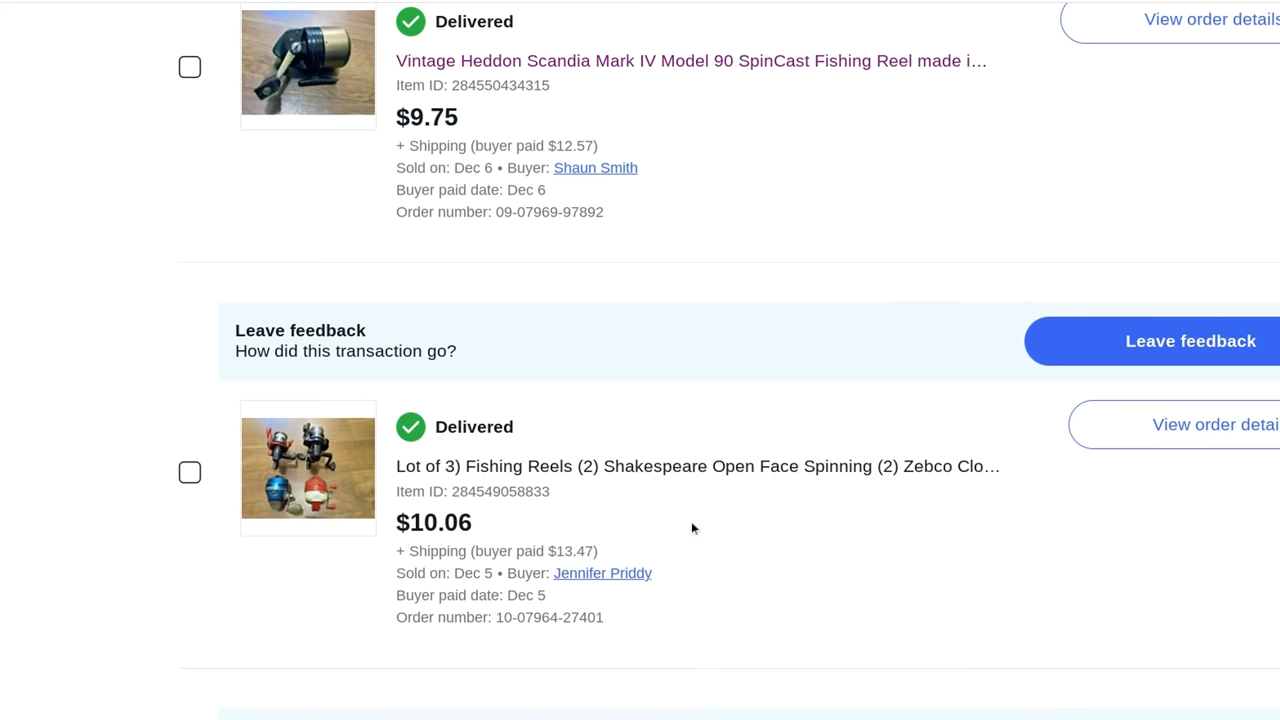 Delivered
View order details
Vintage Heddon Scandia Mark IV Model 90 SpinCast Fishing Reel made i…
Item ID: 284550434315
$9.75
+ Shipping (buyer paid $12.57)
Sold on: Dec 6 • Buyer: Shaun Smith
Buyer paid date: Dec 6
Order number: 09-07969-97892
Leave feedback
How did this transaction go?
Leave feedback
Delivered
View order detai
Lot of 3) Fishing Reels (2) Shakespeare Open Face Spinning (2) Zebco Clo…
Item ID: 284549058833
$10.06
+ Shipping (buyer paid $13.47)
Sold on: Dec 5 • Buyer: Jennifer Priddy
Buyer paid date: Dec 5
Order number: 10-07964-27401